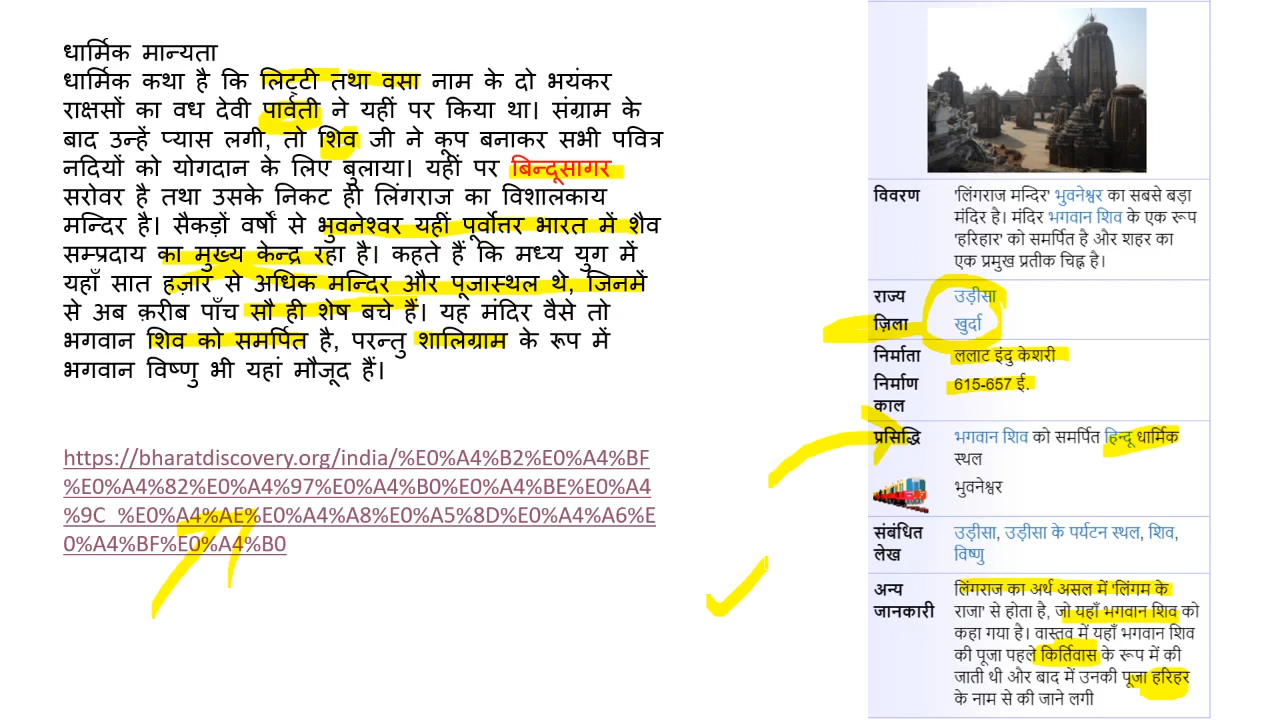 धार्मिक मान्यता
धार्मिक कथा है कि लिट्टी तथा वसा नाम के दो भयंकर
राक्षसों का वध देवी पार्वती ने यहीं पर किया था। संग्राम के
बाद उन्हें प्यास लगी, तो शिव जी ने कूप बनाकर सभी पवित्र
नदियों को योगदान के लिए बुलाया। यहीं पर बिन्दूसागर
सरोवर है तथा उसके निकट ही लिंगराज का विशालकाय
मन्दिर है। सैकड़ों वर्षों से भुवनेश्वर यहीं पूर्वोत्तर भारत में शैव
सम्प्रदाय का मुख्य केन्द्र रहा है। कहते हैं कि मध्य युग में
यहाँ सात हज़ार से अधिक मन्दिर और पूजास्थल थे, जिनमें
से अब क़रीब पाँच सौ ही शेष बचे हैं। यह मंदिर वैसे तो
भगवान शिव को समर्पित है, परन्तु शालिग्राम के रूप में
भगवान विष्णु भी यहां मौजूद हैं।
https://bharatdiscovery.org/india/%E0%A4%B2%E0%A4%BF
%E0%A4%82%E0%A4%97%E0%A4%B0%E0%A4%BE%E0%A4
%9C_%E0%A4%AE%E0%A4%A8%E0%A5%8D%E0%A4%A6%E
0%A4%BF%E0%A4%B0
विवरण 'लिंगराज मन्दिर' भुवनेश्वर का सबसे बड़ा
मंदिर है। मंदिर भगवान शिव के एक रूप
'हरिहार' को समर्पित है और शहर का
एक प्रमुख प्रतीक चिह्न है।
राज्य उड़ीसा
ज़िला खुर्दा
निर्माता ललाट इंदु केशरी
निर्माण 615-657 ई.
काल
प्रसिद्धि भगवान शिव को समर्पित हिन्दू धार्मिक
स्थल
भुवनेश्वर
संबंधित उड़ीसा, उड़ीसा के पर्यटन स्थल, शिव,
लेख विष्णु
अन्य लिंगराज का अर्थ असल में 'लिंगम के
जानकारी राजा' से होता है, जो यहाँ भगवान शिव को
कहा गया है। वास्तव में यहाँ भगवान शिव
की पूजा पहले किर्तिवास के रूप में की
जाती थी और बाद में उनकी पूजा हरिहर
के नाम से की जाने लगी